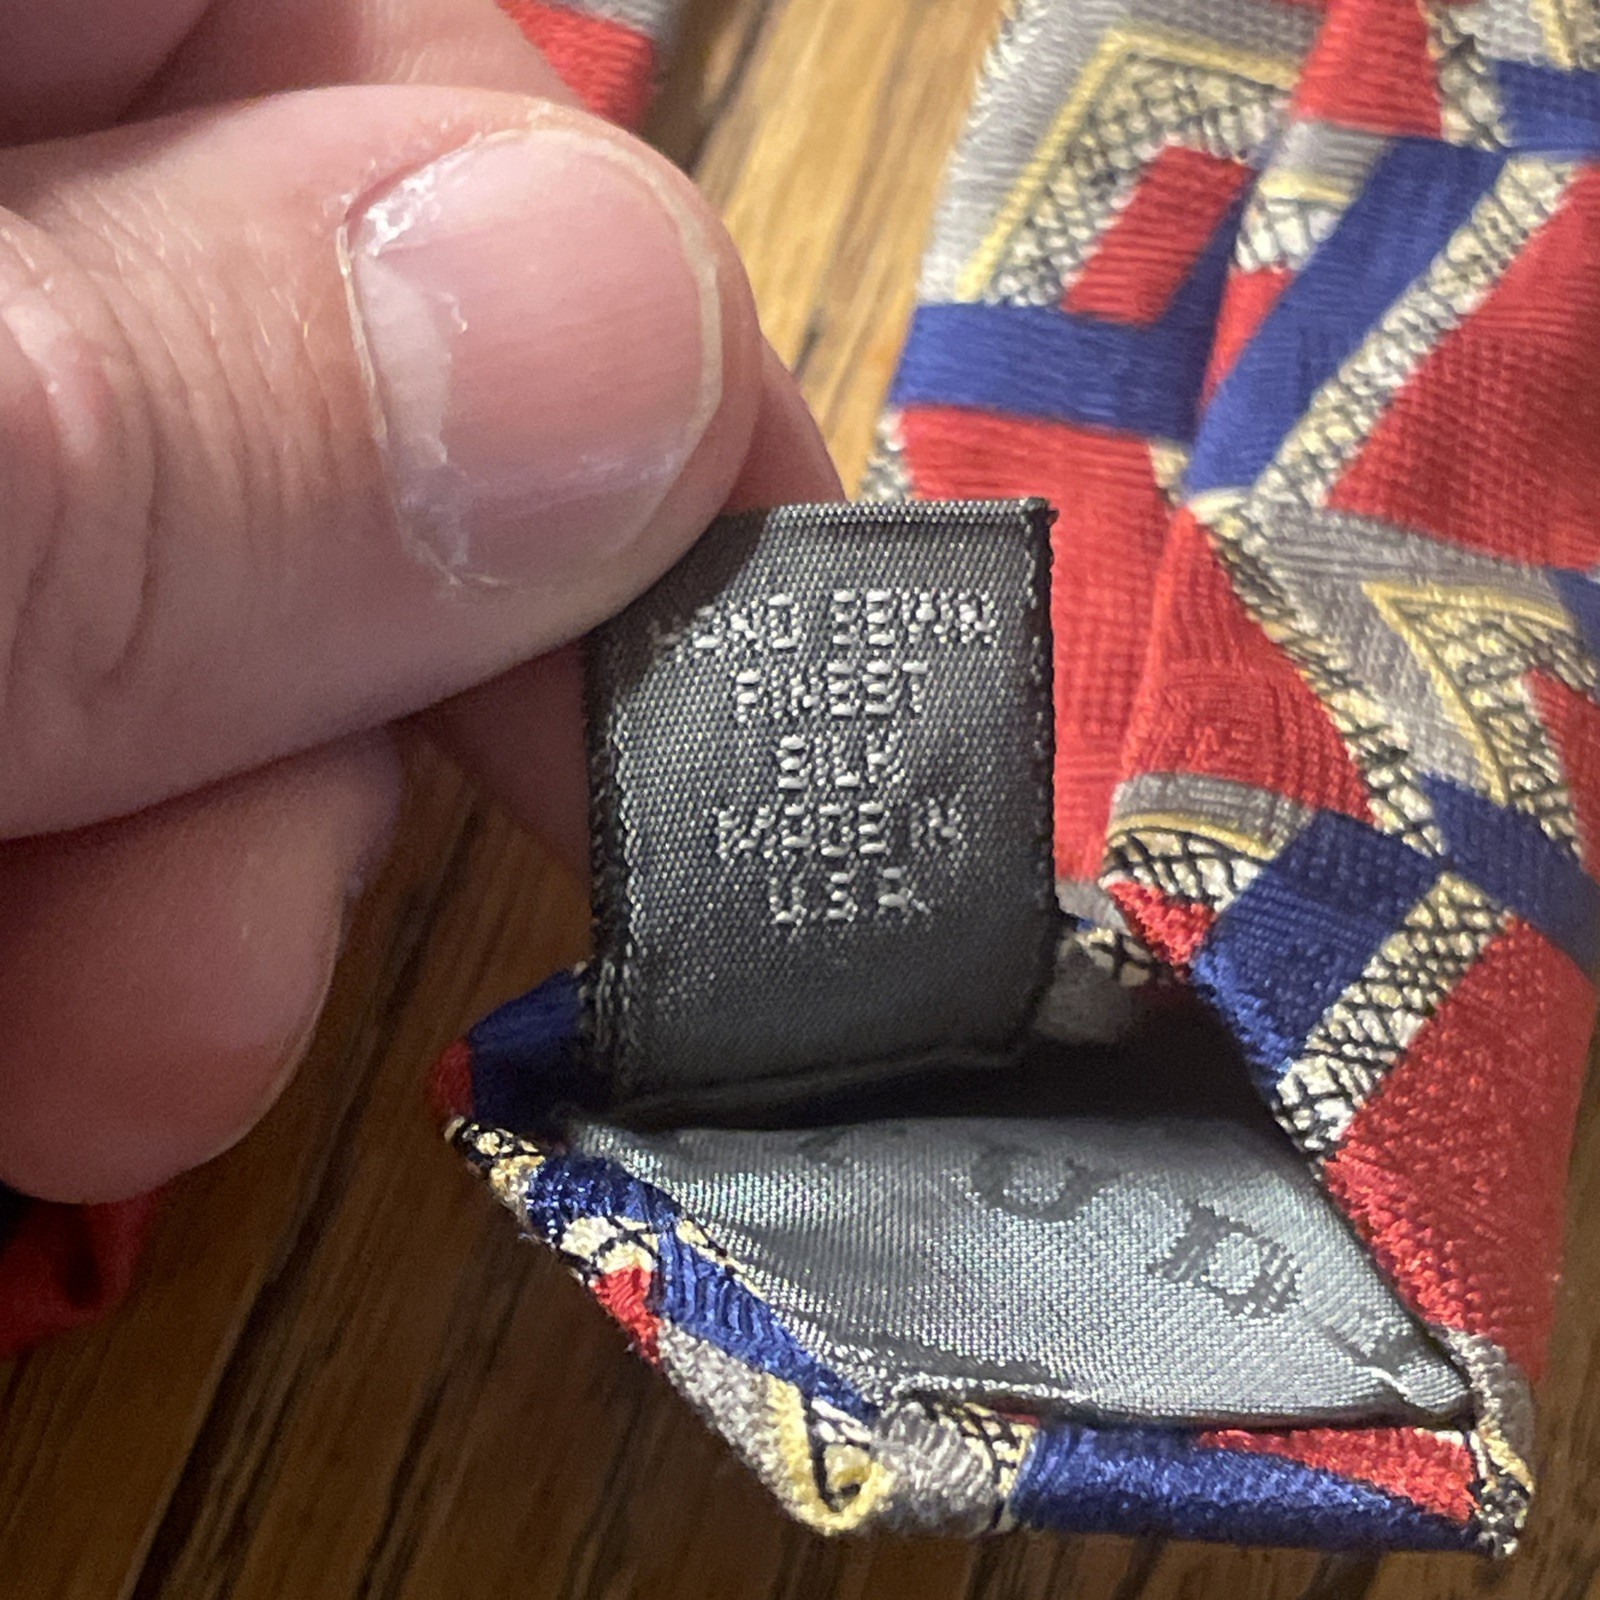 HAND SEWN
FINEST
SILK
MADE IN
U.S.A.